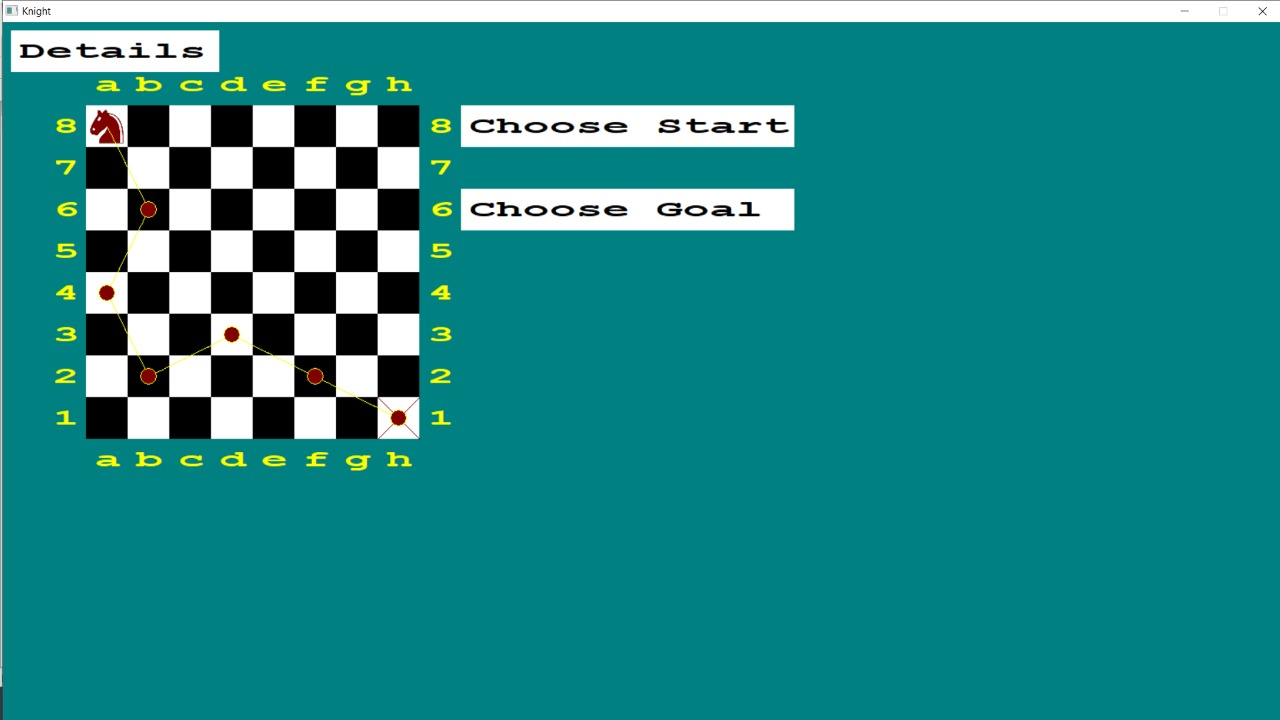 Knight
Details
a b c d e f g h
8 8 Choose Start
7 7
6 6 Choose Goal
5 5
4 4
3 3
2 2
1 1
a b c d e f g h